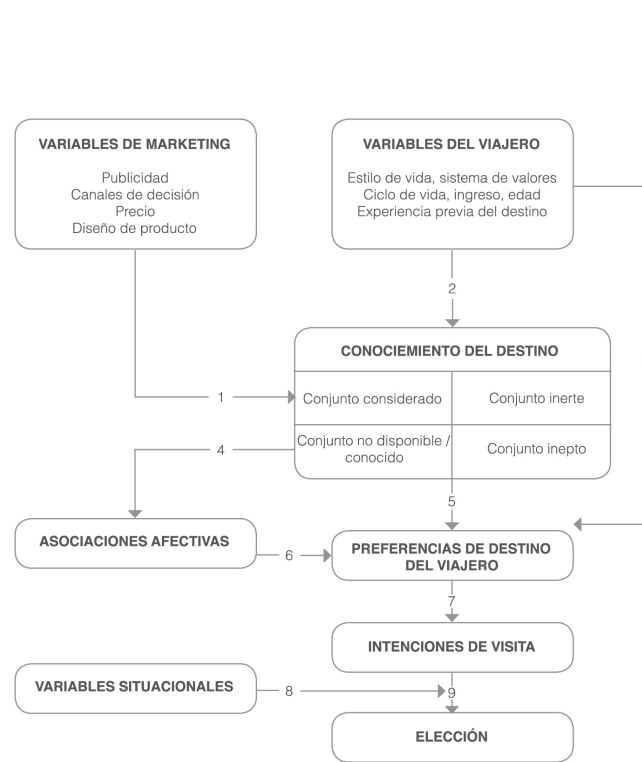 VARIABLES DE MARKETING
Publicidad
Canales de decisión
Precio
Diseño de producto
VARIABLES DEL VIAJERO
Estilo de vida, sistema de valores
Ciclo de vida, ingreso, edad
Experiencia previa del destino
2
CONOCIEMIENTO DEL DESTINO
1
Conjunto considerado
Conjunto inerte
4
Conjunto no disponible /
conocido
Conjunto inepto
5
ASOCIACIONES AFECTIVAS
6
PREFERENCIAS DE DESTINO
DEL VIAJERO
7
INTENCIONES DE VISITA
VARIABLES SITUACIONALES
8
9
ELECCIÓN